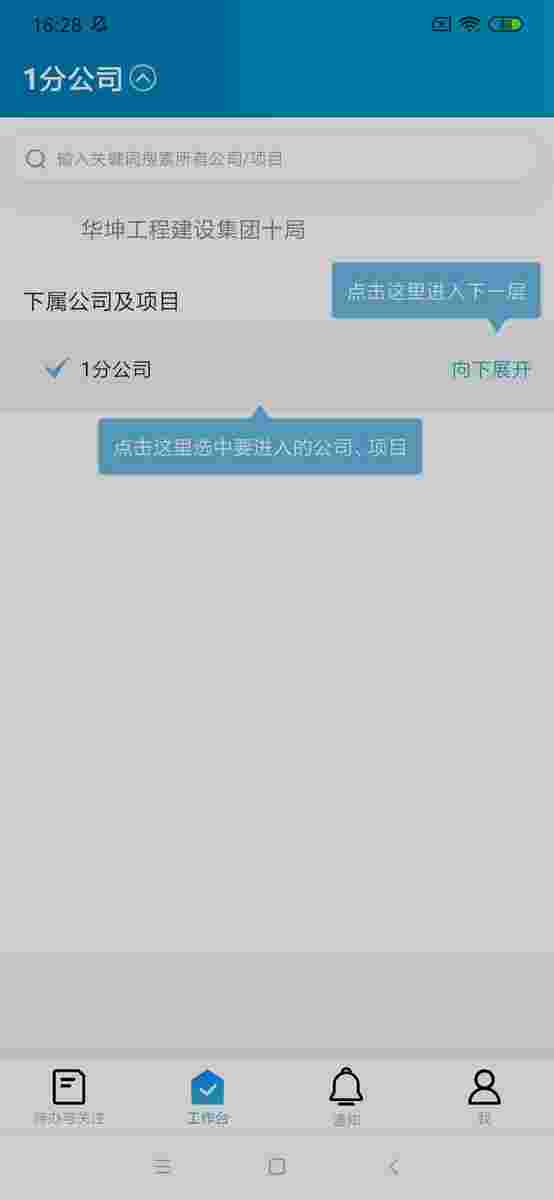 16:28
1分公司
输入关键词搜索所有公司/项目
华坤工程建设集团十局
点击这里进入下一层
下属公司及项目
1分公司
向下展开
点击这里选中要进入的公司、项目
待办与关注
工作台
通知
我